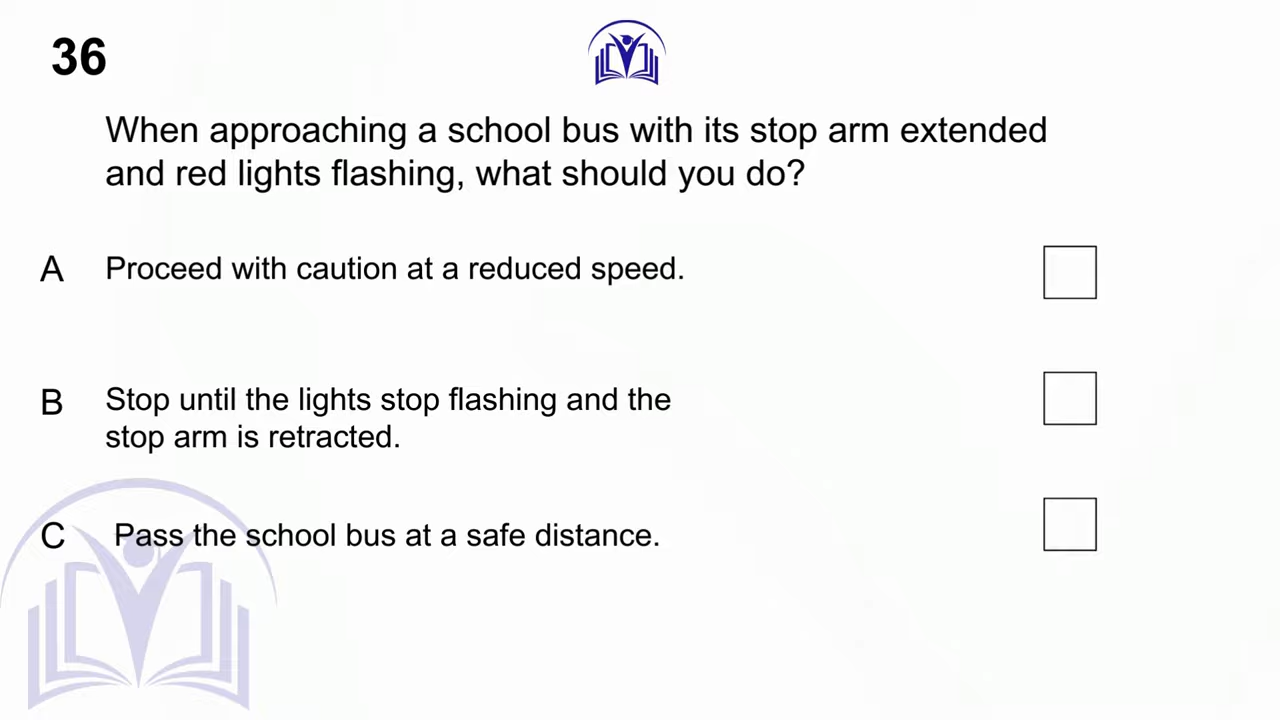 36
When approaching a school bus with its stop arm extended
and red lights flashing, what should you do?
A Proceed with caution at a reduced speed.
B Stop until the lights stop flashing and the
stop arm is retracted.
C Pass the school bus at a safe distance.